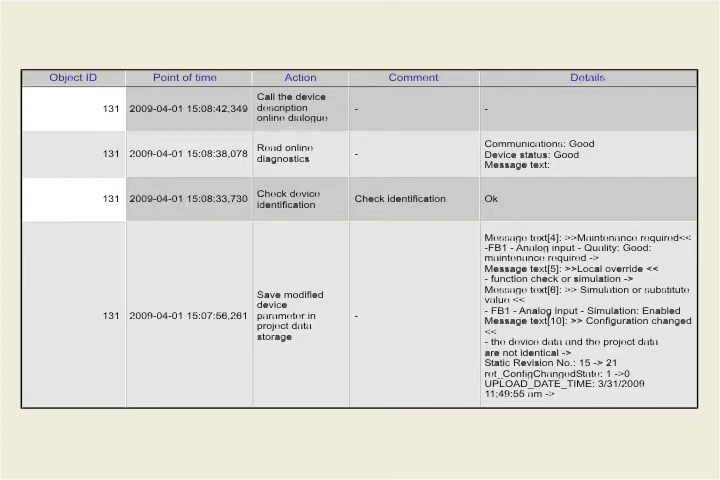 Object ID Point of time Action Comment Details
131 2009-04-01 15:08:42,349 Call the device
description
online dialogue - -
131 2009-04-01 15:08:38,078 Read online
diagnostics - Communications: Good
Device status: Good
Message text:
131 2009-04-01 15:08:33,730 Check device
identification Check identification Ok
131 2009-04-01 15:07:56,261 Save modified
device
parameter in
project data
storage -
Message text[4]: >>Maintenance required<<
-FB1 - Analog input - Quality: Good:
maintenance required ->
Message text[5]: >>Local override <<
- function check or simulation ->
Message text[6]: >> Simulation or substitute
value <<
- FB1 - Analog input - Simulation: Enabled
Message text[10]: >> Configuration changed
<<
- the device data and the project data
are not identical ->
Static Revision No.: 15 -> 21
ret_ConfigChangedState: 1 ->0
UPLOAD_DATE_TIME: 3/31/2009
11:49:55 am ->